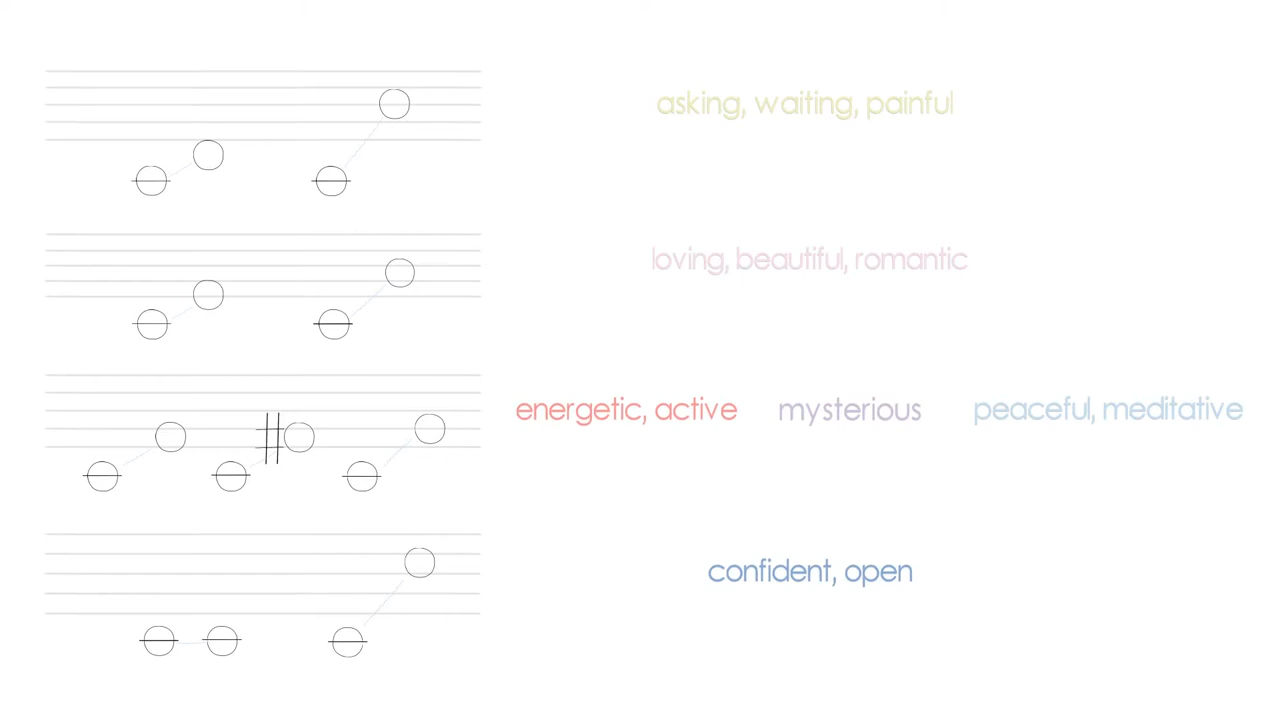 asking, waiting, painful
loving, beautiful, romantic
energetic, active mysterious peaceful, meditative
confident, open